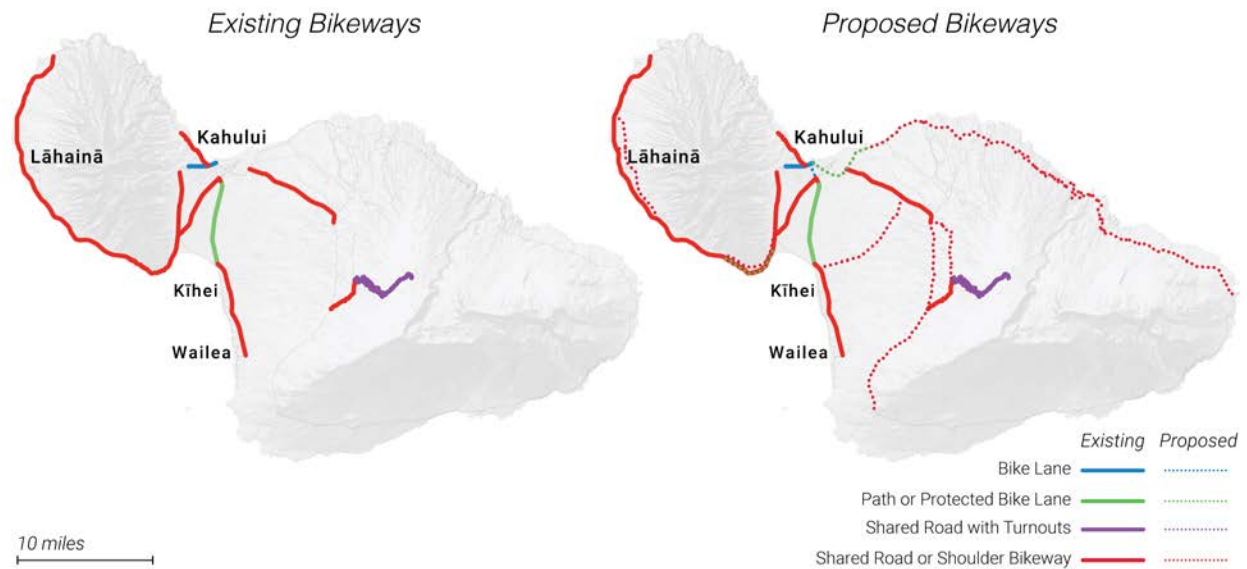 Existing Bikeways
Kahului
Lāhainā
Kīhei
Wailea
10 miles
Proposed Bikeways
Kahului
Lāhainā
Kīhei
Wailea
Existing Proposed
Bike Lane
Path or Protected Bike Lane
Shared Road with Turnouts
Shared Road or Shoulder Bikeway